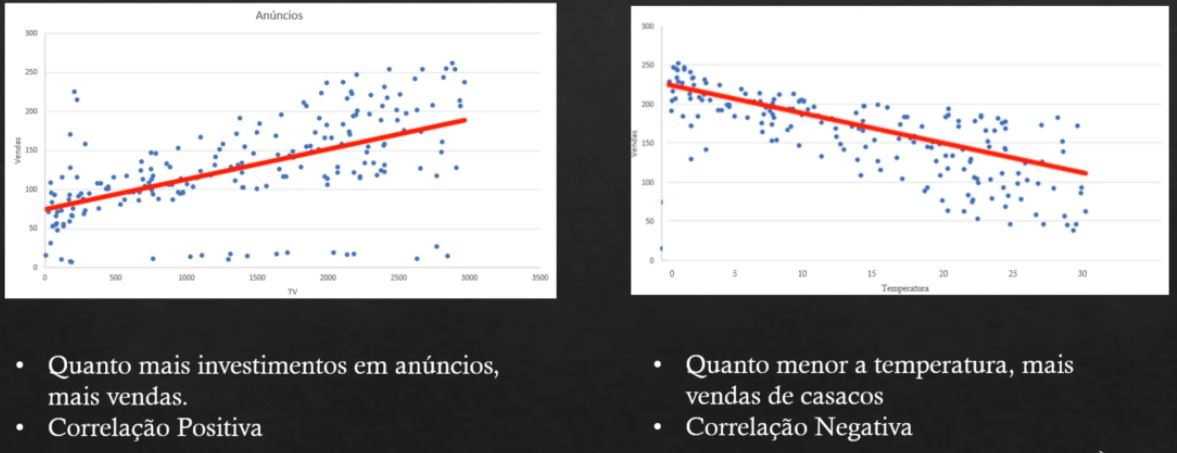 Anúncios
300
250
200
150
100
50
0
Vendas
0 500 1000 1500 2000 2500 3000 3500
TV
300
250
200
150
100
50
0
Vendas
0 5 10 15 20 25 30
Temperatura
• Quanto mais investimentos em anúncios,
mais vendas.
• Correlação Positiva
• Quanto menor a temperatura, mais
vendas de casacos
• Correlação Negativa